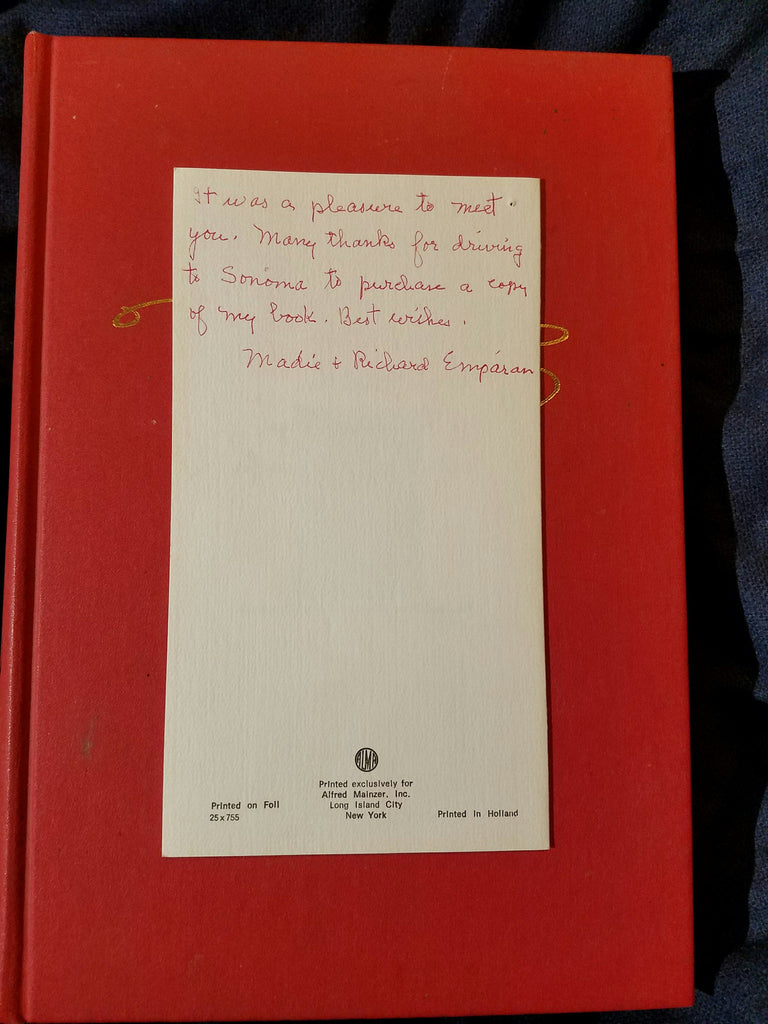 It was a pleasure to meet
you. Many thanks for driving
to Sonoma to purchase a copy
of my book. Best wishes.
Madie + Richard Empáran
ALMA
Printed exclusively for
Alfred Mainzer, Inc.
Long Island City
New York
Printed on Foil
25 x 755
Printed in Holland